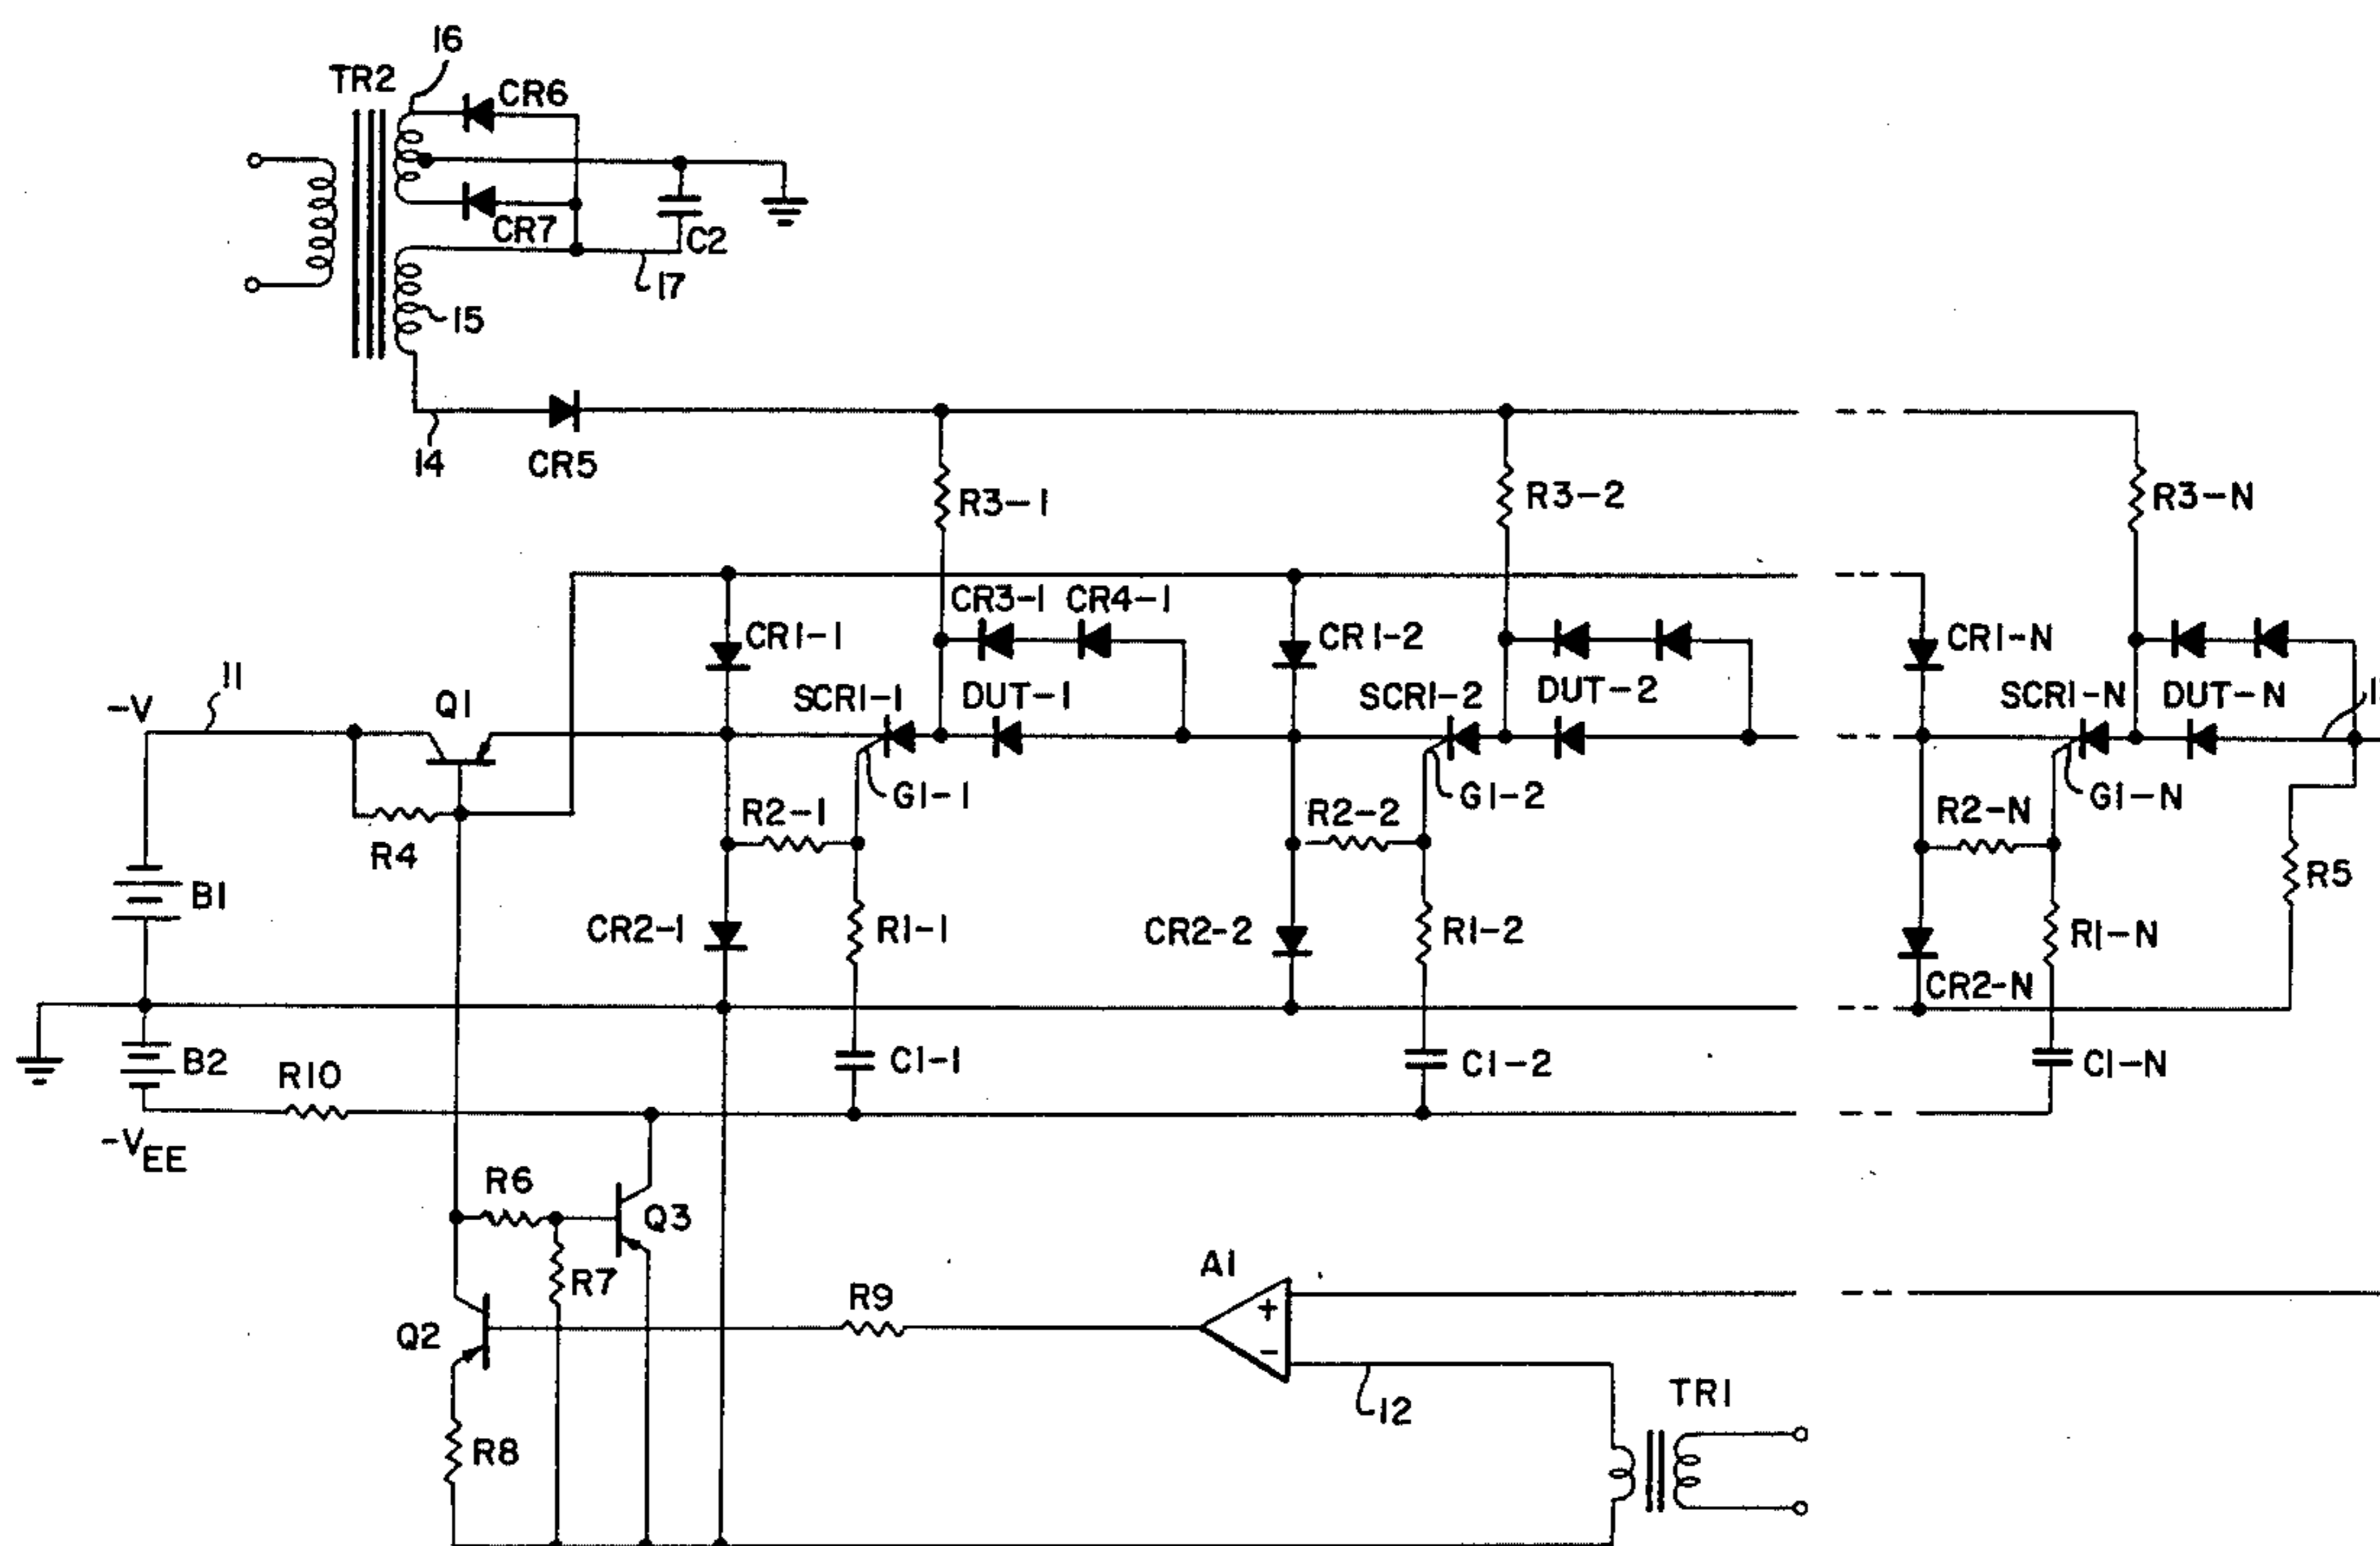 16
TR2
CR6
CR7
C2
17
15
14
CR5
R3-1
R3-2
R3-N
CR3-1
CR4-1
CR1-1
CR1-2
CR1-N
11
-V
Q1
SCR1-1
DUT-1
SCR1-2
DUT-2
SCR1-N
DUT-N
G1-1
G1-2
G1-N
R2-1
R2-2
R2-N
R4
B1
R5
CR2-1
R1-1
CR2-2
R1-2
R1-N
CR2-N
B2
R10
C1-1
C1-2
C1-N
-VEE
R6
Q3
R7
A1
R9
+
-
Q2
12
TR1
R8